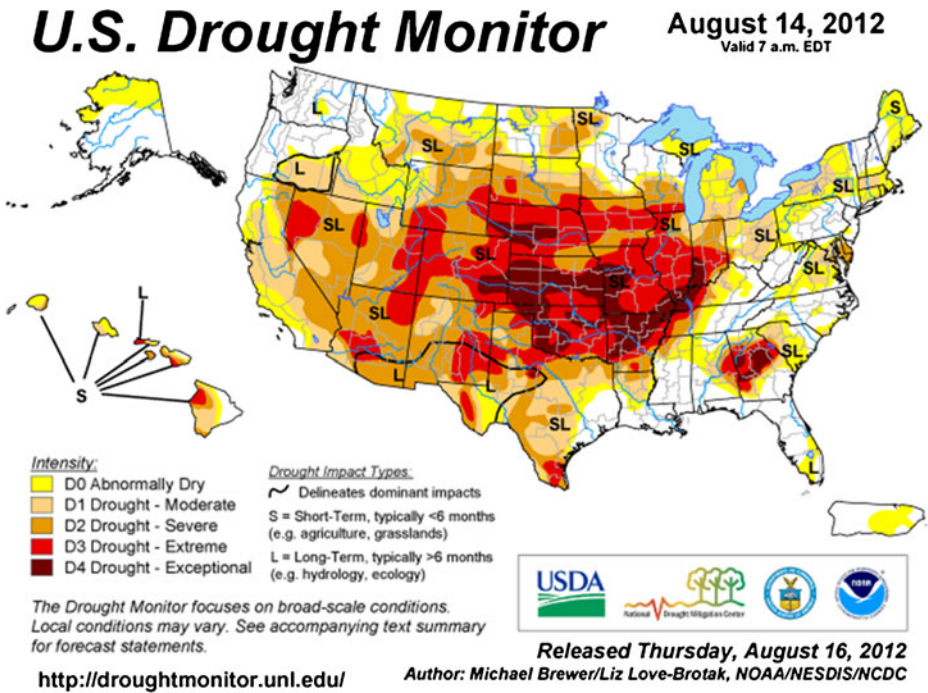 U.S. Drought Monitor
August 14, 2012
Valid 7 a.m. EDT
L
S
SL
SL
SL
SL
L
SL
SL
SL
SL
SL
SL
SL
SL
SL
L
L
SL
L
L
S
Intensity:
D0 Abnormally Dry
D1 Drought - Moderate
D2 Drought - Severe
D3 Drought - Extreme
D4 Drought - Exceptional
Drought Impact Types:
Delineates dominant impacts
S = Short-Term, typically <6 months
(e.g. agriculture, grasslands)
L = Long-Term, typically >6 months
(e.g. hydrology, ecology)
USDA
National Drought Mitigation Center
noaa
The Drought Monitor focuses on broad-scale conditions.
Local conditions may vary. See accompanying text summary
for forecast statements.
http://droughtmonitor.unl.edu/
Released Thursday, August 16, 2012
Author: Michael Brewer/Liz Love-Brotak, NOAA/NESDIS/NCDC